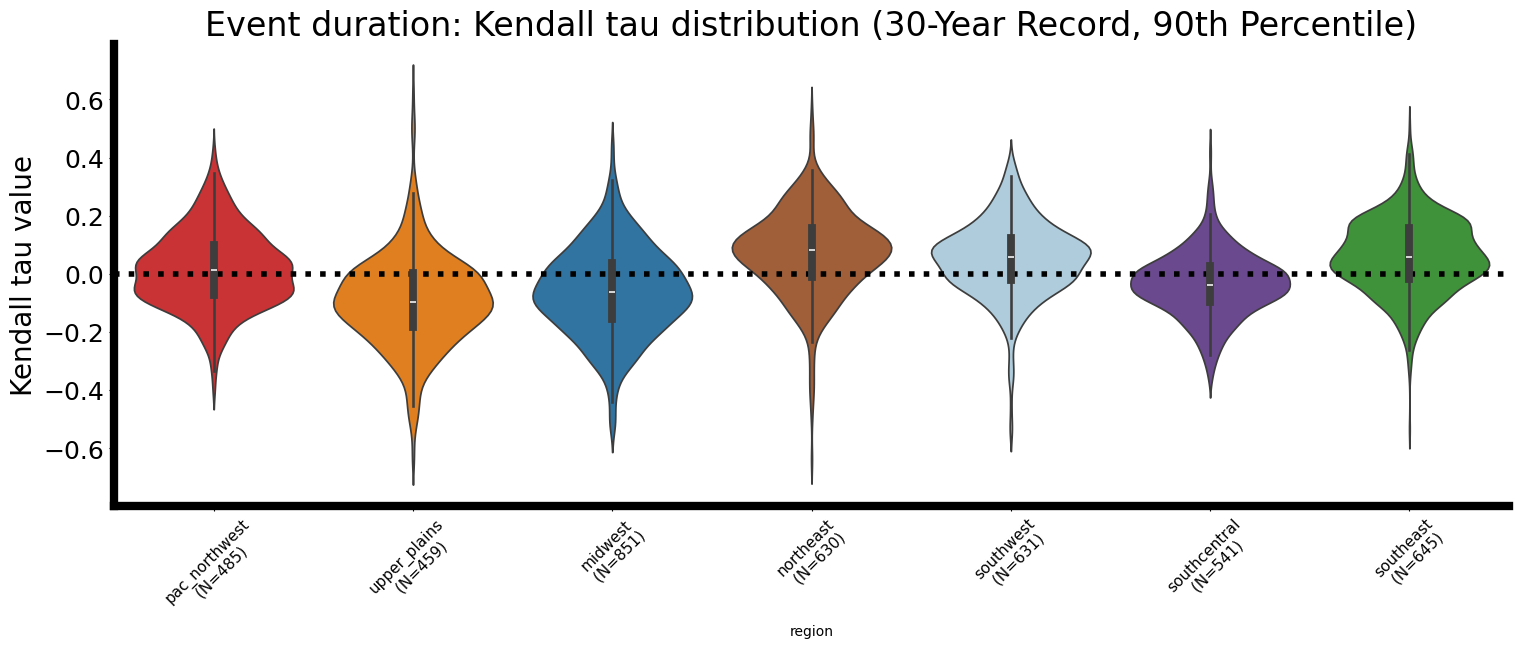 Event duration: Kendall tau distribution (30-Year Record, 90th Percentile)
Kendall tau value
0.6
0.4
0.2
0.0
−0.2
−0.4
−0.6
pac_northwest
(N=485)
upper_plains
(N=459)
midwest
(N=851)
northeast
(N=630)
southwest
(N=631)
southcentral
(N=541)
southeast
(N=645)
region